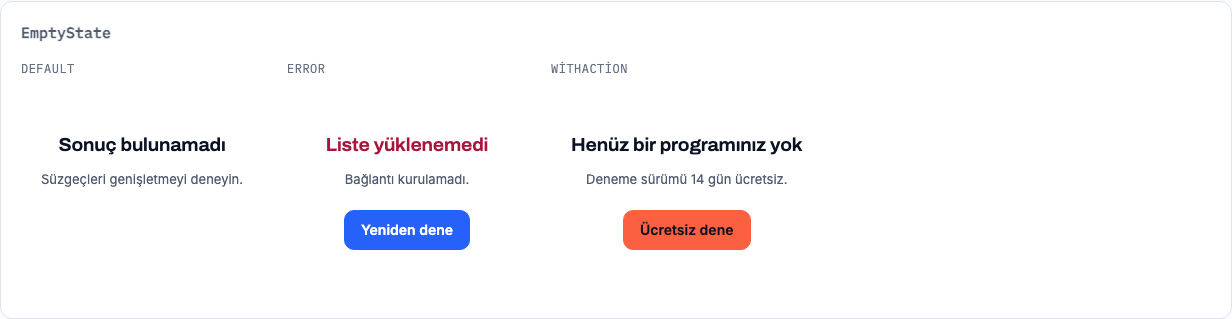 EmptyState
DEFAULT
ERROR
WİTHACTİON
Sonuç bulunamadı
Süzgeçleri genişletmeyi deneyin.
Liste yüklenemedi
Bağlantı kurulamadı.
Yeniden dene
Henüz bir programınız yok
Deneme sürümü 14 gün ücretsiz.
Ücretsiz dene